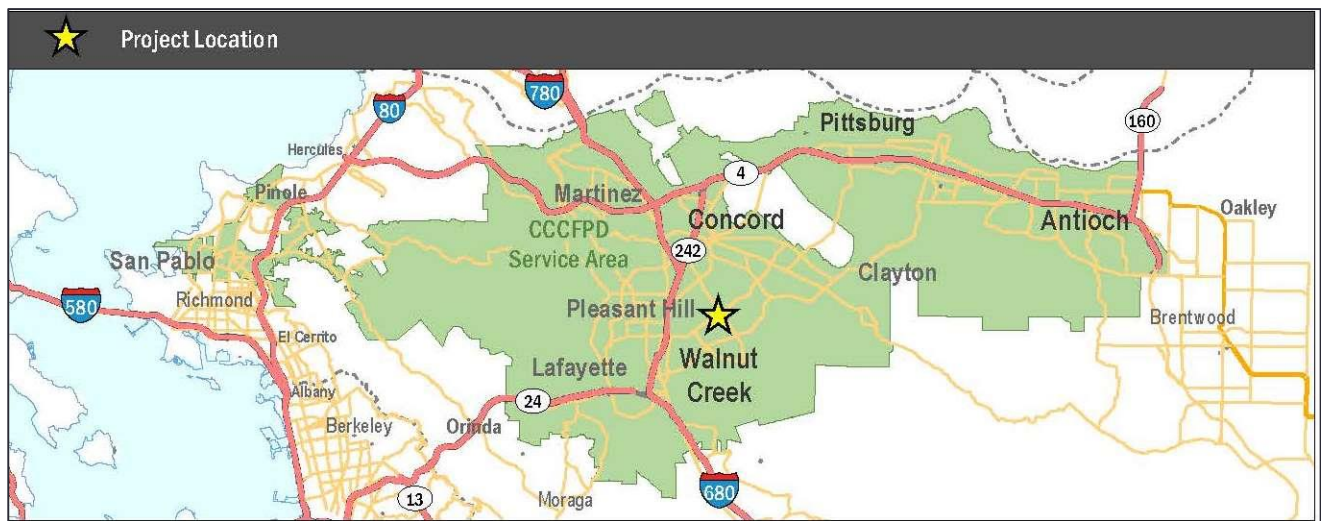 Project Location
80
780
160
Pittsburg
Hercules
4
Pinole
Martinez
Oakley
Concord
Antioch
CCCFPD
Service Area
242
San Pablo
Clayton
Richmond
580
Pleasant Hill
Brentwood
El Cerrito
Walnut
Creek
Lafayette
Albany
24
Berkeley
Orinda
680
13
Moraga